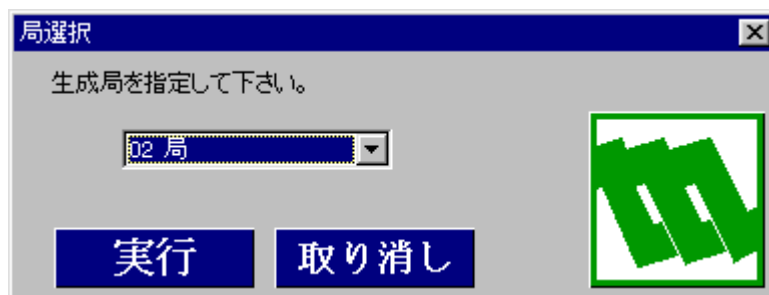 局選択
生成局を指定して下さい。
02 局
実行
取り消し